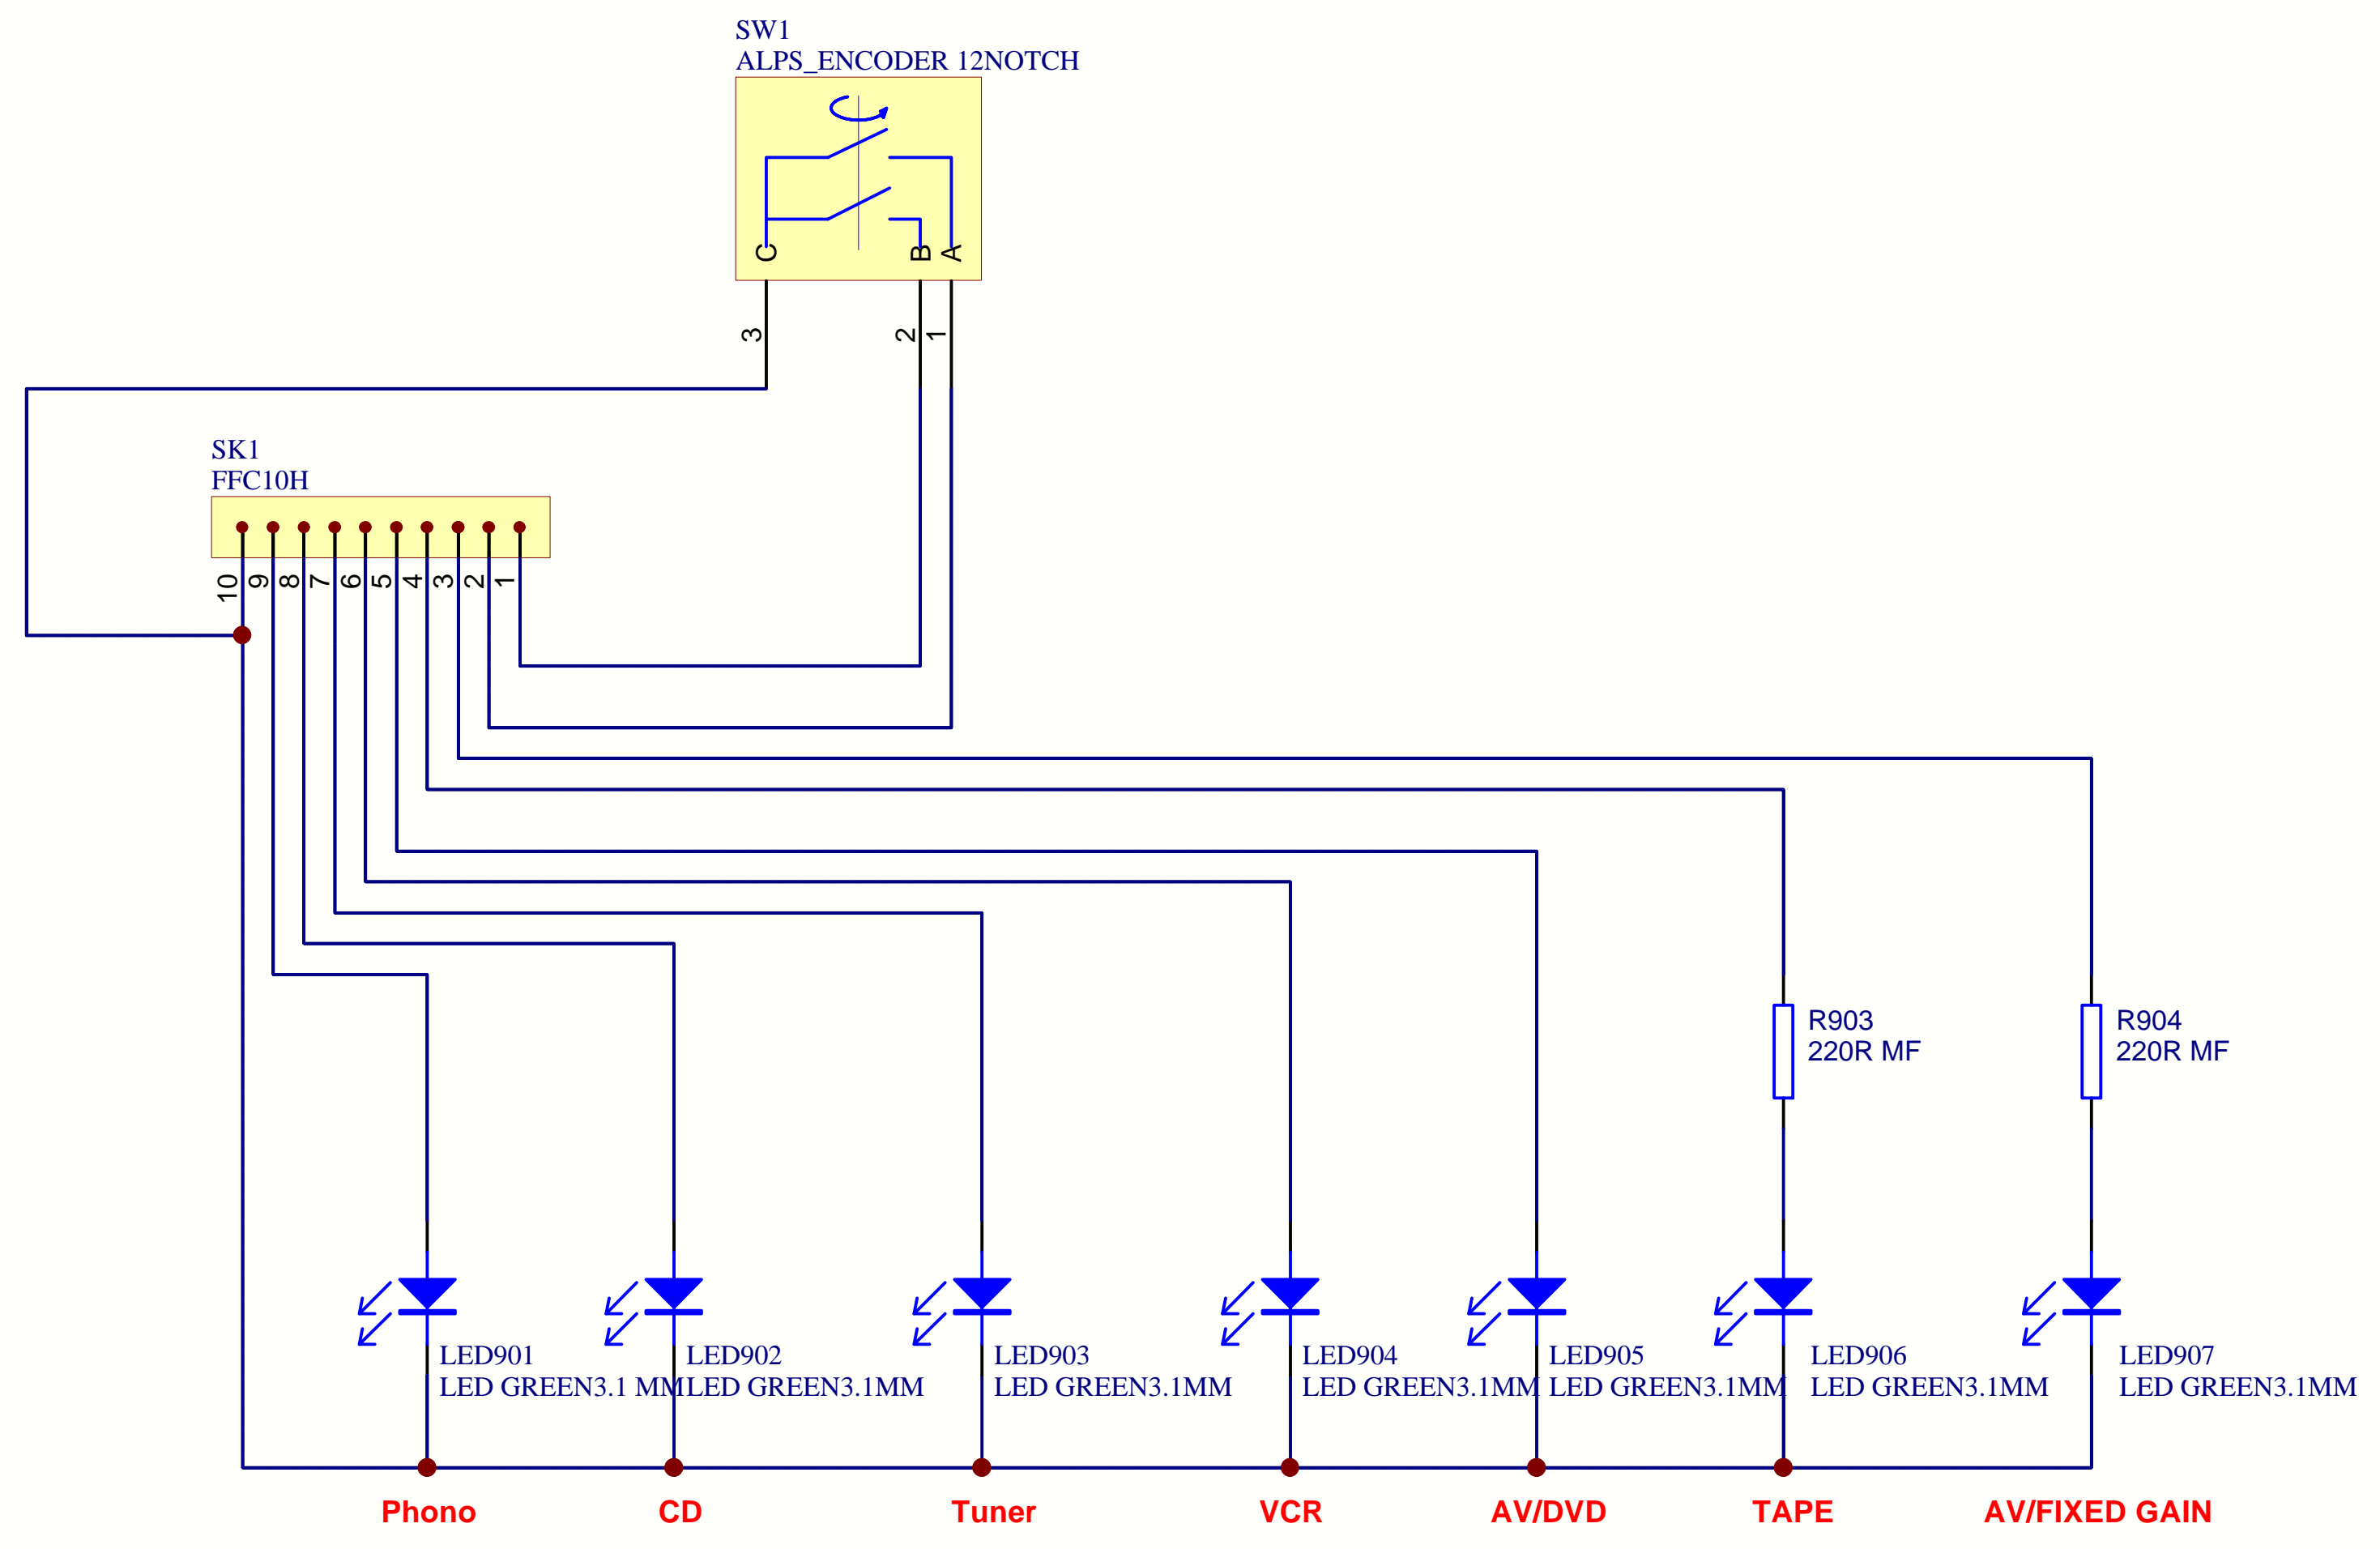 SW1
ALPS_ENCODER 12NOTCH
C
B
A
3
2
1
SK1
FFC10H
10
9
8
7
6
5
4
3
2
1
R903
220R MF
R904
220R MF
LED901
LED GREEN3.1 MM
LED902
LED GREEN3.1MM
LED903
LED GREEN3.1MM
LED904
LED GREEN3.1MM
LED905
LED GREEN3.1MM
LED906
LED GREEN3.1MM
LED907
LED GREEN3.1MM
Phono
CD
Tuner
VCR
AV/DVD
TAPE
AV/FIXED GAIN